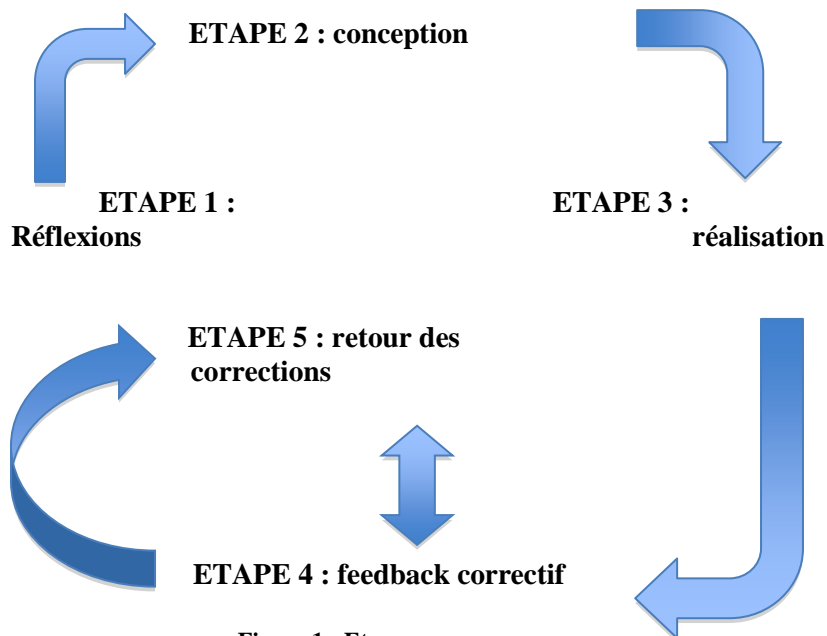 ETAPE 2 : conception
ETAPE 1 :
Réflexions
ETAPE 3 :
réalisation
ETAPE 5 : retour des
corrections
ETAPE 4 : feedback correctif